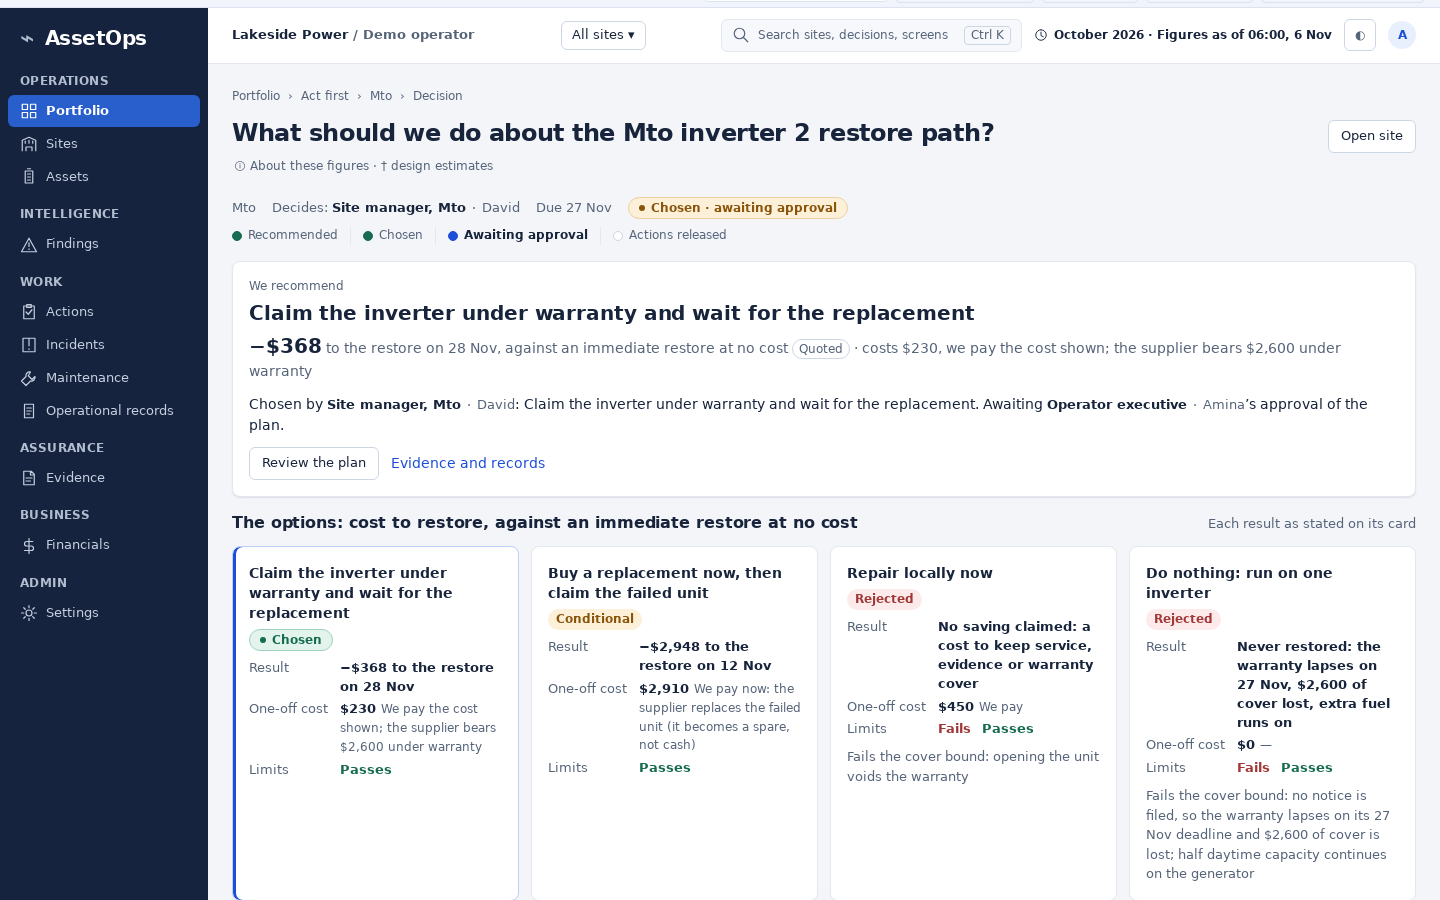 AssetOps
OPERATIONS
Portfolio
Sites
Assets
INTELLIGENCE
Findings
WORK
Actions
Incidents
Maintenance
Operational records
ASSURANCE
Evidence
BUSINESS
Financials
ADMIN
Settings
Lakeside Power / Demo operator
All sites ▾
Search sites, decisions, screens
Ctrl K
October 2026 · Figures as of 06:00, 6 Nov
A
Portfolio › Act first › Mto › Decision
What should we do about the Mto inverter 2 restore path?
Open site
ⓘ About these figures · † design estimates
Mto Decides: Site manager, Mto · David Due 27 Nov Chosen · awaiting approval
Recommended Chosen Awaiting approval Actions released
We recommend
Claim the inverter under warranty and wait for the replacement
−$368 to the restore on 28 Nov, against an immediate restore at no cost Quoted · costs $230, we pay the cost shown; the supplier bears $2,600 under
warranty
Chosen by Site manager, Mto · David: Claim the inverter under warranty and wait for the replacement. Awaiting Operator executive · Amina’s approval of the
plan.
Review the plan
Evidence and records
The options: cost to restore, against an immediate restore at no cost
Each result as stated on its card
Claim the inverter under
warranty and wait for the
replacement
Chosen
Result −$368 to the restore
on 28 Nov
One-off cost $230 We pay the cost
shown; the supplier bears
$2,600 under warranty
Limits Passes
Buy a replacement now, then
claim the failed unit
Conditional
Result −$2,948 to the
restore on 12 Nov
One-off cost $2,910 We pay now: the
supplier replaces the failed
unit (it becomes a spare,
not cash)
Limits Passes
Repair locally now
Rejected
Result No saving claimed: a
cost to keep service,
evidence or warranty
cover
One-off cost $450 We pay
Limits Fails Passes
Fails the cover bound: opening the unit
voids the warranty
Do nothing: run on one
inverter
Rejected
Result Never restored: the
warranty lapses on
27 Nov, $2,600 of
cover lost, extra fuel
runs on
One-off cost $0 —
Limits Fails Passes
Fails the cover bound: no notice is
filed, so the warranty lapses on its 27
Nov deadline and $2,600 of cover is
lost; half daytime capacity continues
on the generator